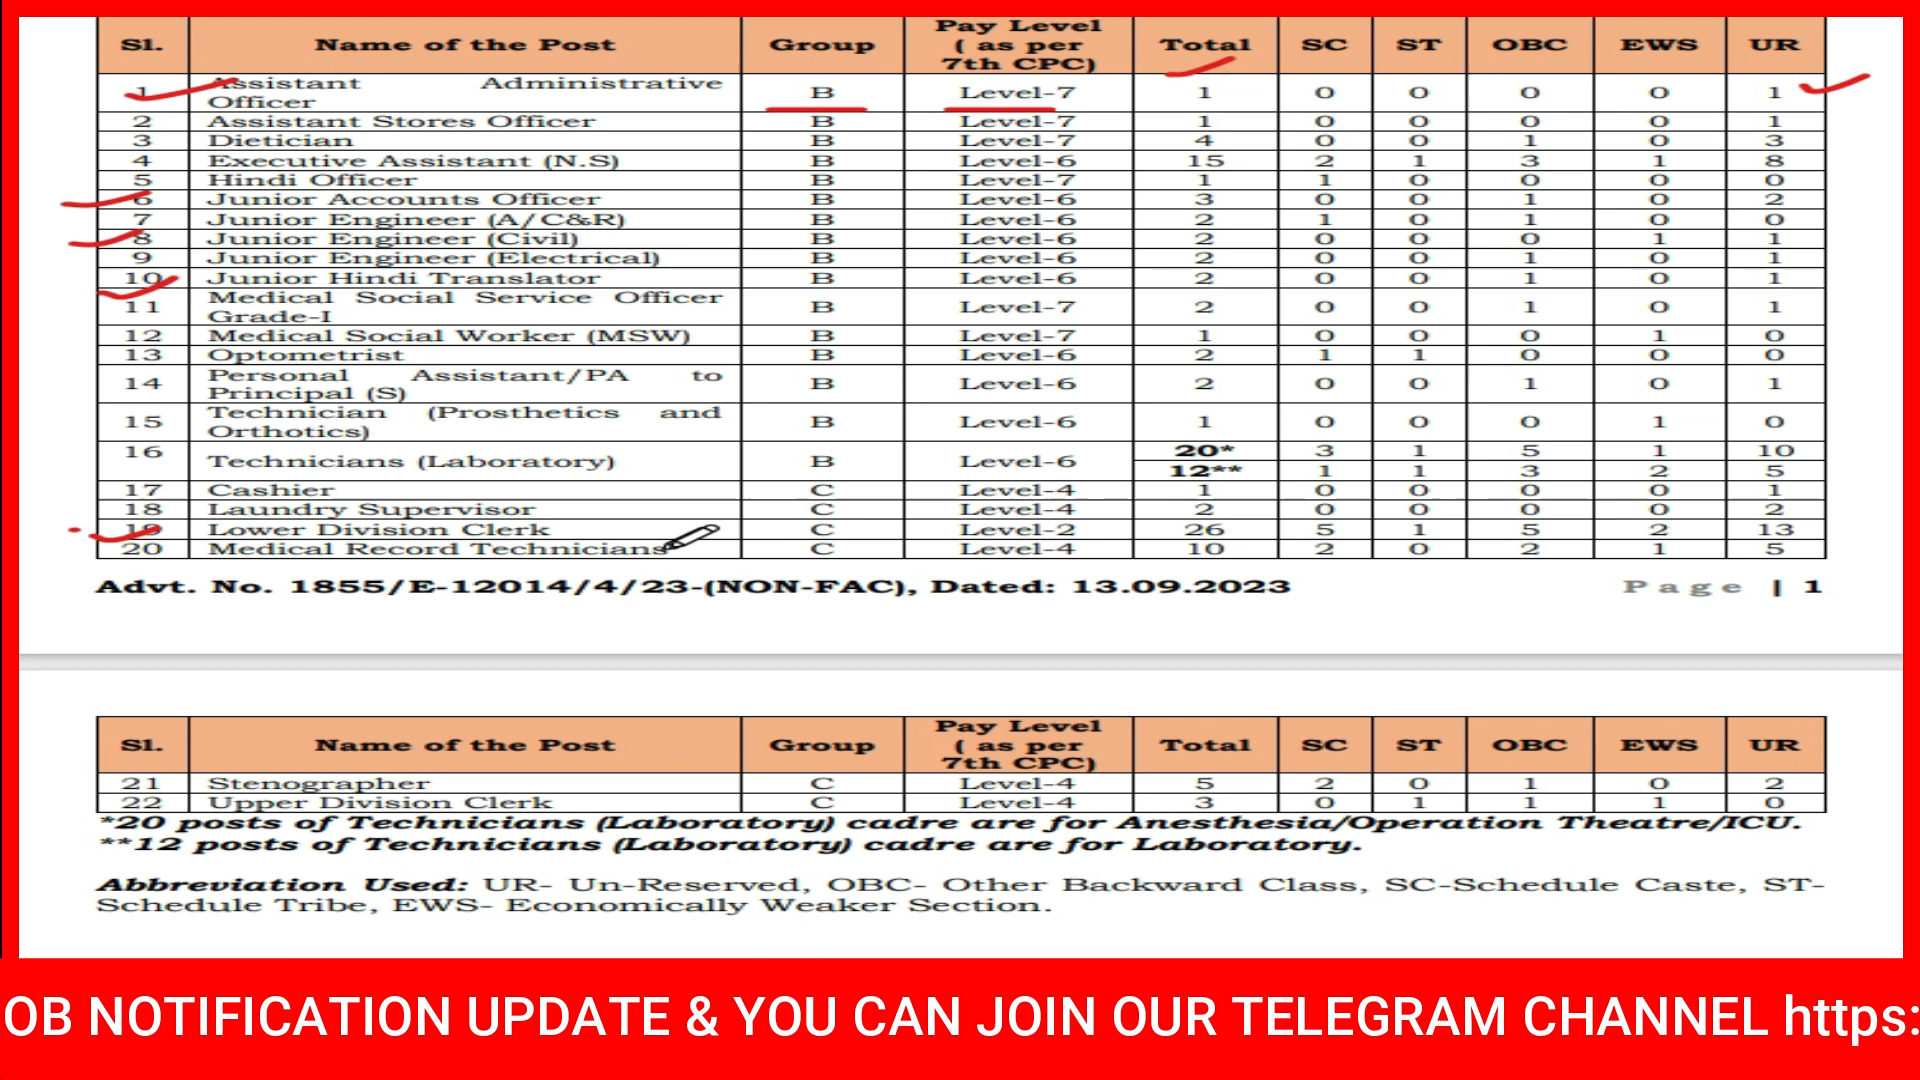 Sl. Name of the Post Group Pay Level ( as per 7th CPC) Total SC ST OBC EWS UR
1 Assistant Administrative Officer B Level-7 1 0 0 0 0 1
2 Assistant Stores Officer B Level-7 1 0 0 0 0 1
3 Dietician B Level-7 4 0 0 1 0 3
4 Executive Assistant (N.S) B Level-6 15 2 1 3 1 8
5 Hindi Officer B Level-7 1 1 0 0 0 0
6 Junior Accounts Officer B Level-6 3 0 0 1 0 2
7 Junior Engineer (A/C&R) B Level-6 2 1 0 1 0 0
8 Junior Engineer (Civil) B Level-6 2 0 0 0 1 1
9 Junior Engineer (Electrical) B Level-6 2 0 0 1 0 1
10 Junior Hindi Translator B Level-6 2 0 0 1 0 1
11 Medical Social Service Officer Grade-I B Level-7 2 0 0 1 0 1
12 Medical Social Worker (MSW) B Level-7 1 0 0 0 1 0
13 Optometrist B Level-6 2 1 1 0 0 0
14 Personal Assistant/PA to Principal (S) B Level-6 2 0 0 1 0 1
15 Technician (Prosthetics and Orthotics) B Level-6 1 0 0 0 1 0
16 Technicians (Laboratory) B Level-6 20* 3 1 5 1 10
12** 1 1 3 2 5
17 Cashier C Level-4 1 0 0 0 0 1
18 Laundry Supervisor C Level-4 2 0 0 0 0 2
19 Lower Division Clerk C Level-2 26 5 1 5 2 13
20 Medical Record Technicians C Level-4 10 2 0 2 1 5
Advt. No. 1855/E-12014/4/23-(NON-FAC), Dated: 13.09.2023 Page | 1
Sl. Name of the Post Group Pay Level ( as per 7th CPC) Total SC ST OBC EWS UR
21 Stenographer C Level-4 5 2 0 1 0 2
22 Upper Division Clerk C Level-4 3 0 1 1 1 0
*20 posts of Technicians (Laboratory) cadre are for Anesthesia/Operation Theatre/ICU.
**12 posts of Technicians (Laboratory) cadre are for Laboratory.
Abbreviation Used: UR- Un-Reserved, OBC- Other Backward Class, SC-Schedule Caste, ST-
Schedule Tribe, EWS- Economically Weaker Section.
OB NOTIFICATION UPDATE & YOU CAN JOIN OUR TELEGRAM CHANNEL https: